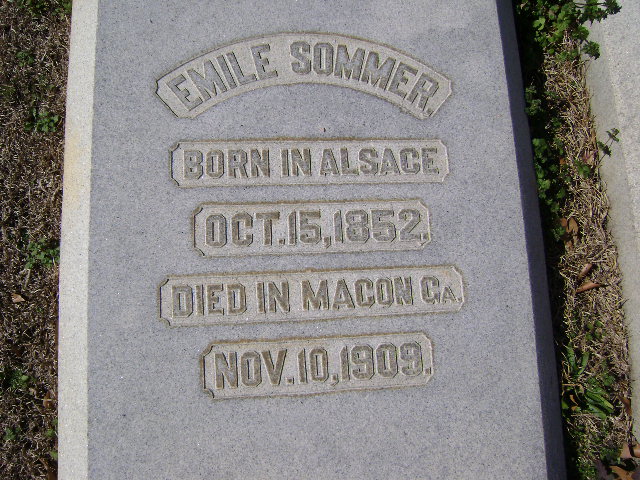 EMILE SOMMER.
BORN IN ALSACE
OCT. 15, 1852.
DIED IN MACON GA.
NOV. 10, 1909.